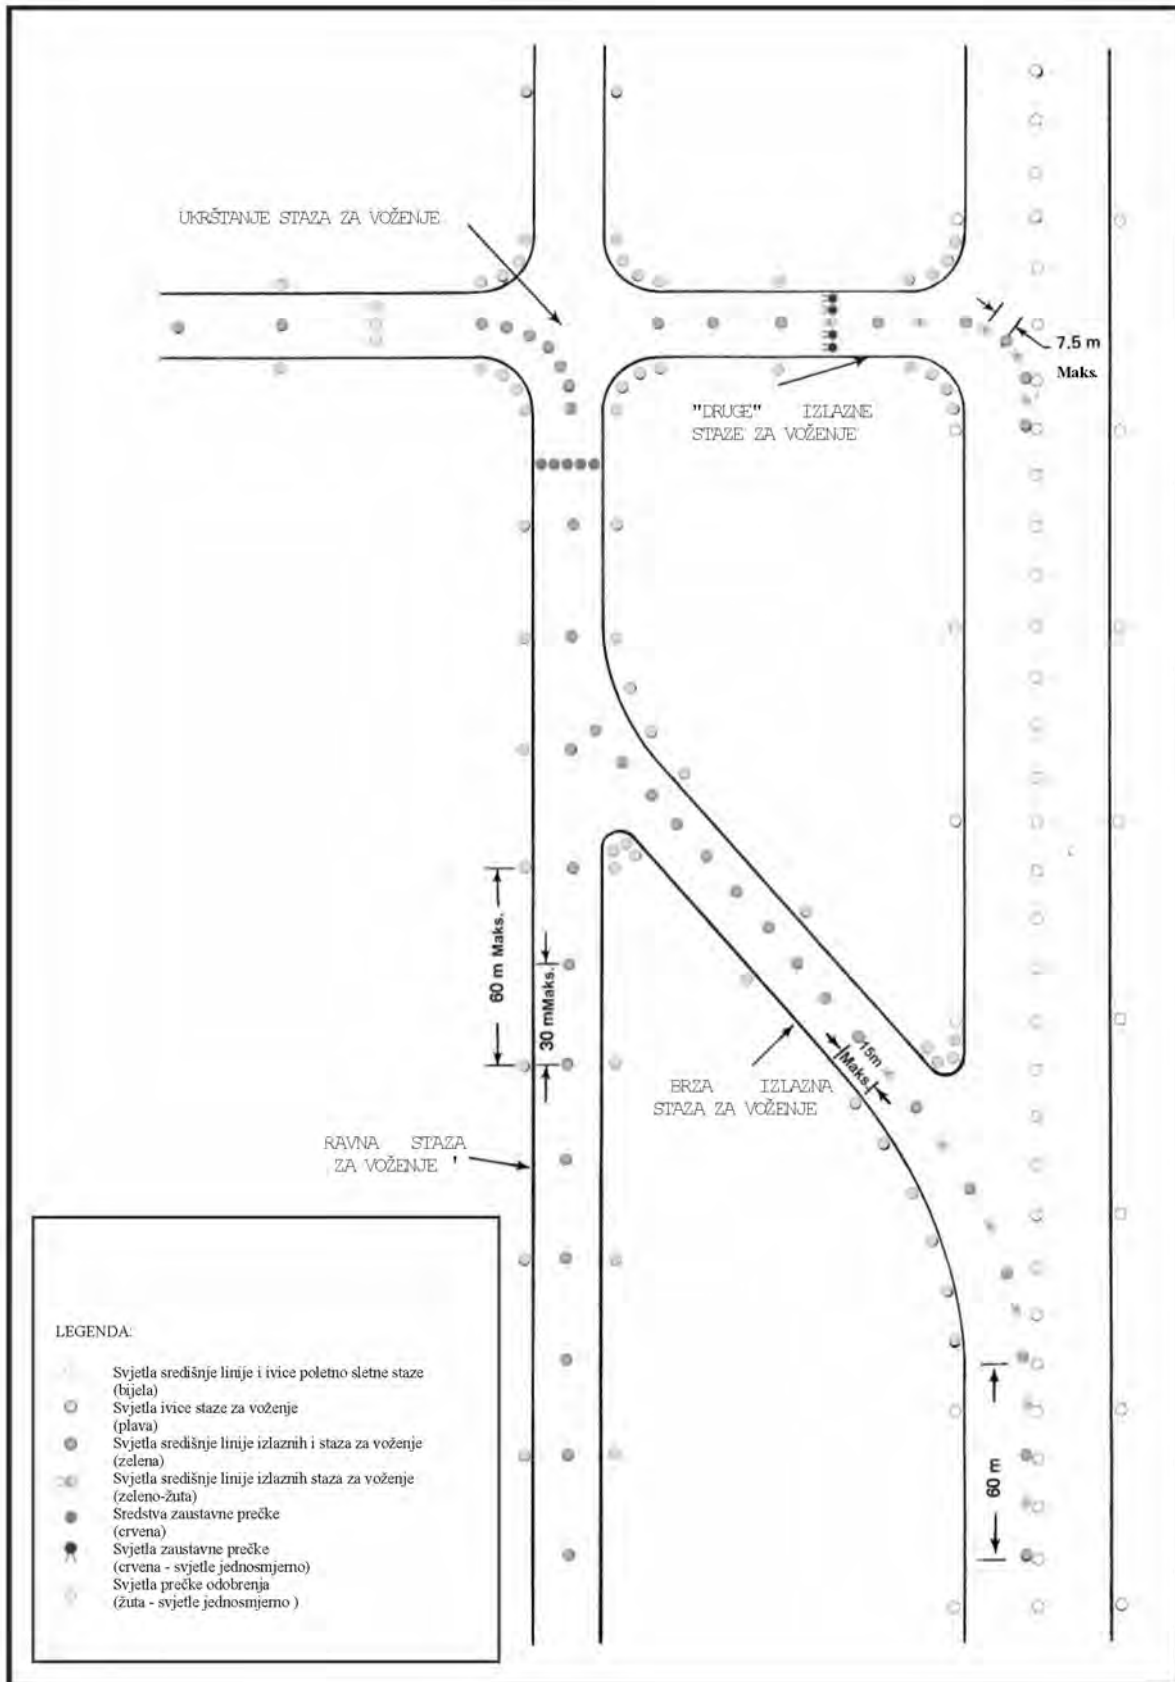 UKRŠTANJE STAZA ZA VOŽENJE
7.5 m
Maks.
"DRUGE" IZLAZNE
STAZE ZA VOŽENJE
60 m Maks.
30 mMaks.
15m
Maks.
BRZA IZLAZNA
STAZA ZA VOŽENJE
RAVNA STAZA
ZA VOŽENJE '
60 m
LEGENDA:
Svjetla središnje linije i ivice poletno sletne staze
(bijela)
Svjetla ivice staze za voženje
(plava)
Svjetla središnje linije izlaznih i staza za voženje
(zelena)
Svjetla središnje linije izlaznih staza za voženje
(zeleno-žuta)
Sredstva zaustavne prečke
(crvena)
Svjetla zaustavne prečke
(crvena - svjetle jednosmjerno)
Svjetla prečke odobrenja
(žuta - svjetle jednosmjerno )